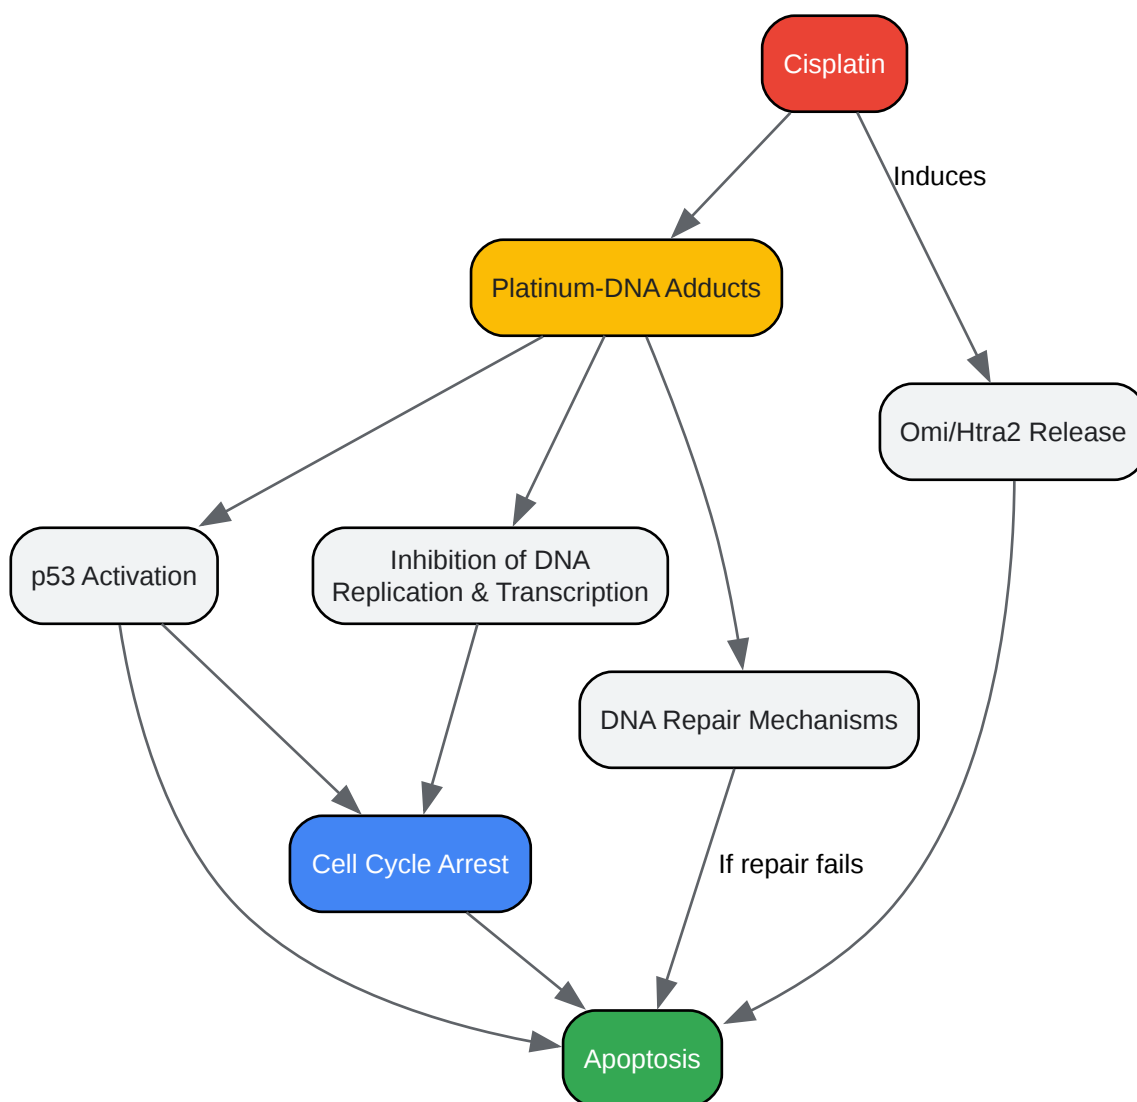 Cisplatin
Induces
Platinum-DNA Adducts
Omi/Htra2 Release
p53 Activation
Inhibition of DNA
Replication & Transcription
DNA Repair Mechanisms
Cell Cycle Arrest
If repair fails
Apoptosis